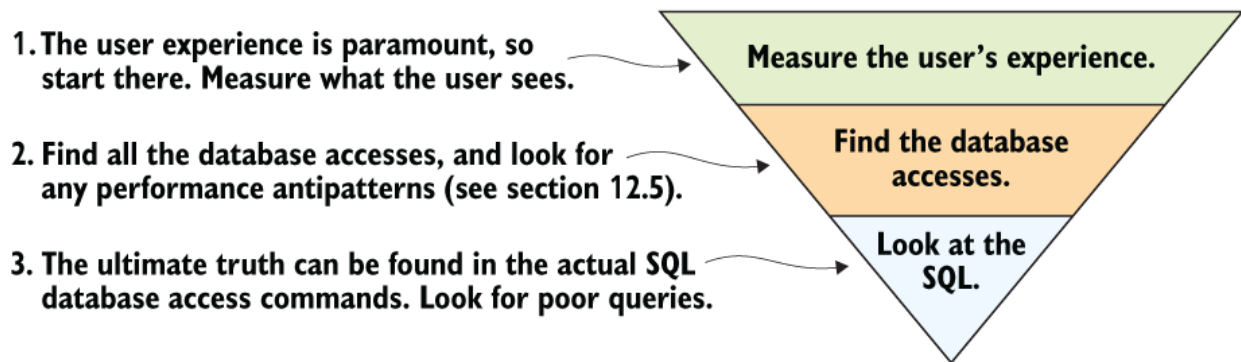 1. The user experience is paramount, so
start there. Measure what the user sees.
Measure the user’s experience.
2. Find all the database accesses, and look for
any performance antipatterns (see section 12.5).
Find the database
accesses.
3. The ultimate truth can be found in the actual SQL
database access commands. Look for poor queries.
Look at the
SQL.